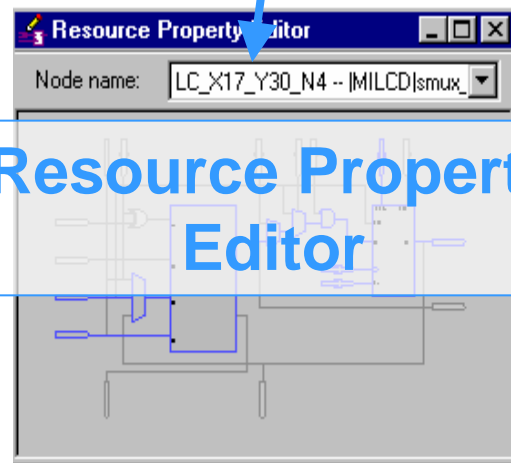 Resource Property Editor
Node name: LC_X17_Y30_N4 -- |MILCD|smux_
Resource Propert
Editor